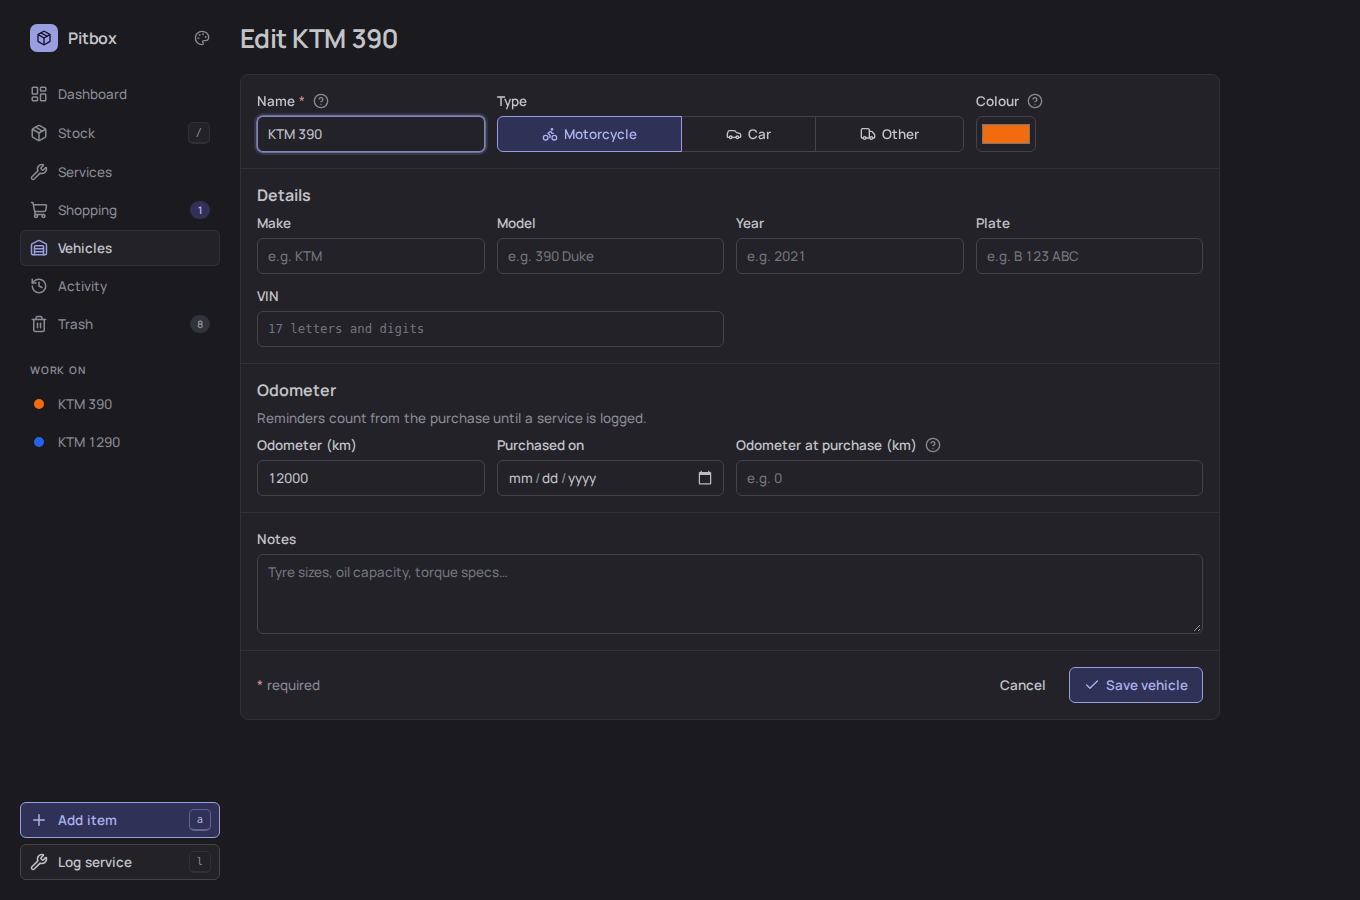 Pitbox
Dashboard
Stock /
Services
Shopping 1
Vehicles
Activity
Trash 8
WORK ON
KTM 390
KTM 1290
Add item a
Log service l
Edit KTM 390
Name * ? Type Colour ?
KTM 390 Motorcycle Car Other
Details
Make Model Year Plate
e.g. KTM e.g. 390 Duke e.g. 2021 e.g. B 123 ABC
VIN
17 letters and digits
Odometer
Reminders count from the purchase until a service is logged.
Odometer (km) Purchased on Odometer at purchase (km) ?
12000 mm/dd/yyyy e.g. 0
Notes
Tyre sizes, oil capacity, torque specs…
* required Cancel Save vehicle